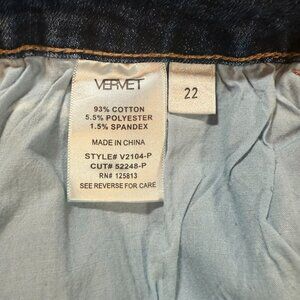 VERVET
22
93% COTTON
5.5% POLYESTER
1.5% SPANDEX
MADE IN CHINA
STYLE# V2104-P
CUT# 52248-P
RN# 125813
SEE REVERSE FOR CARE